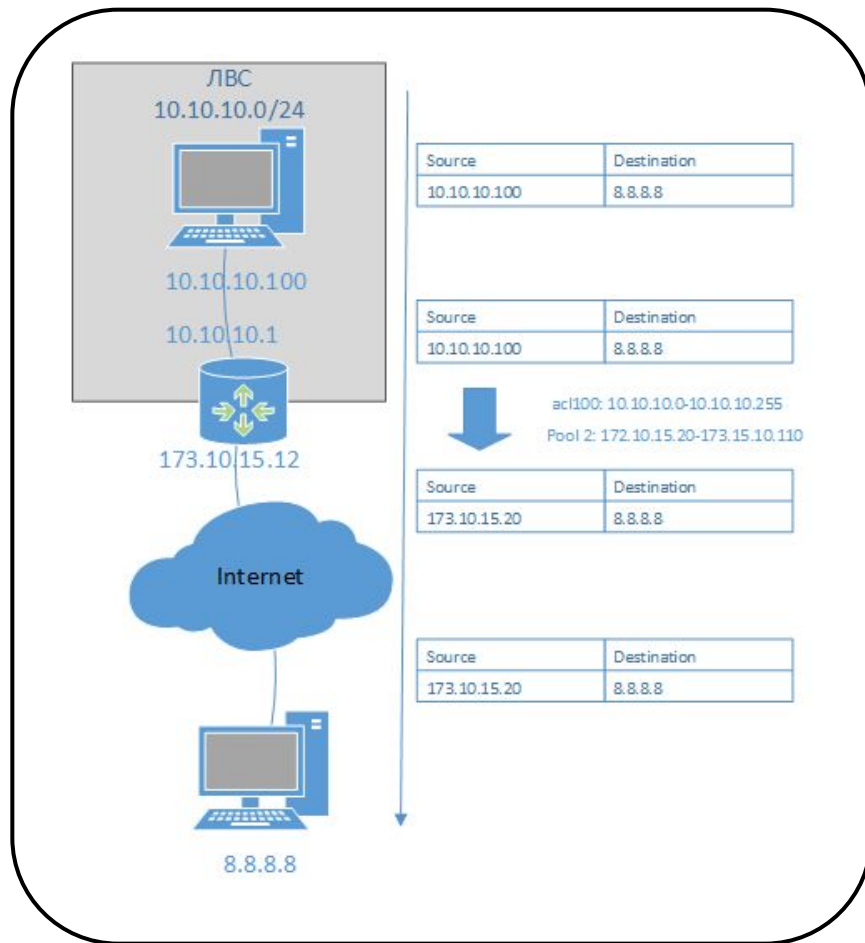 ЛВС
10.10.10.0/24
10.10.10.100
10.10.10.1
173.10.15.12
Internet
8.8.8.8
Source Destination
10.10.10.100 8.8.8.8
Source Destination
10.10.10.100 8.8.8.8
acl100: 10.10.10.0-10.10.10.255
Pool 2: 172.10.15.20-173.15.10.110
Source Destination
173.10.15.20 8.8.8.8
Source Destination
173.10.15.20 8.8.8.8